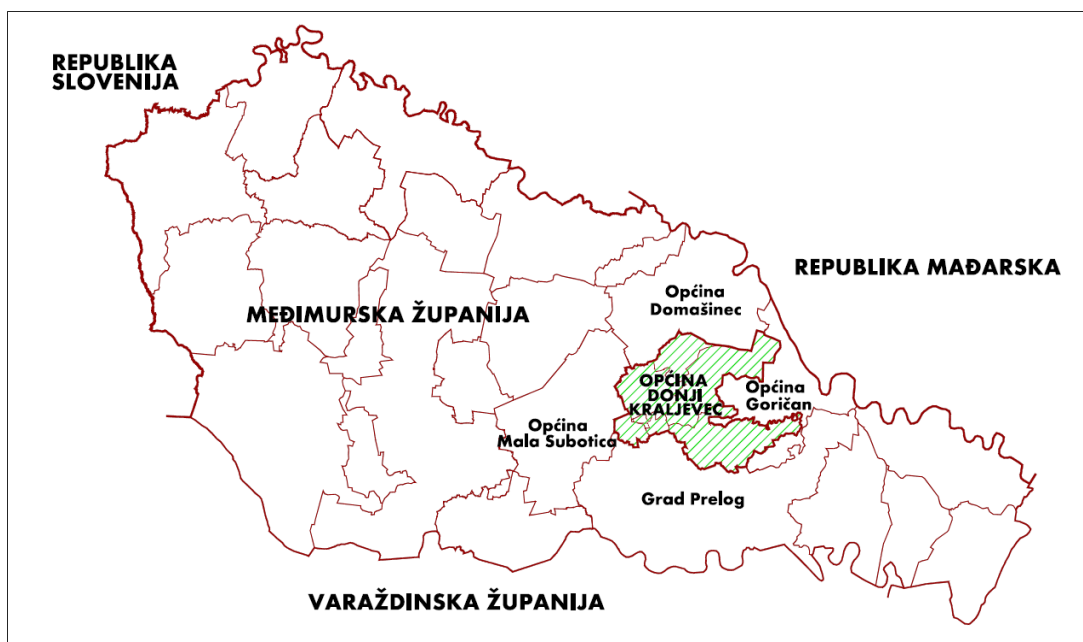 REPUBLIKA
SLOVENIJA
REPUBLIKA MAĐARSKA
Općina
Domašinec
MEĐIMURSKA ŽUPANIJA
OPĆINA
DONJI
KRALJEVEC
Općina
Goričan
Općina
Mala Subotica
Grad Prelog
VARAŽDINSKA ŽUPANIJA